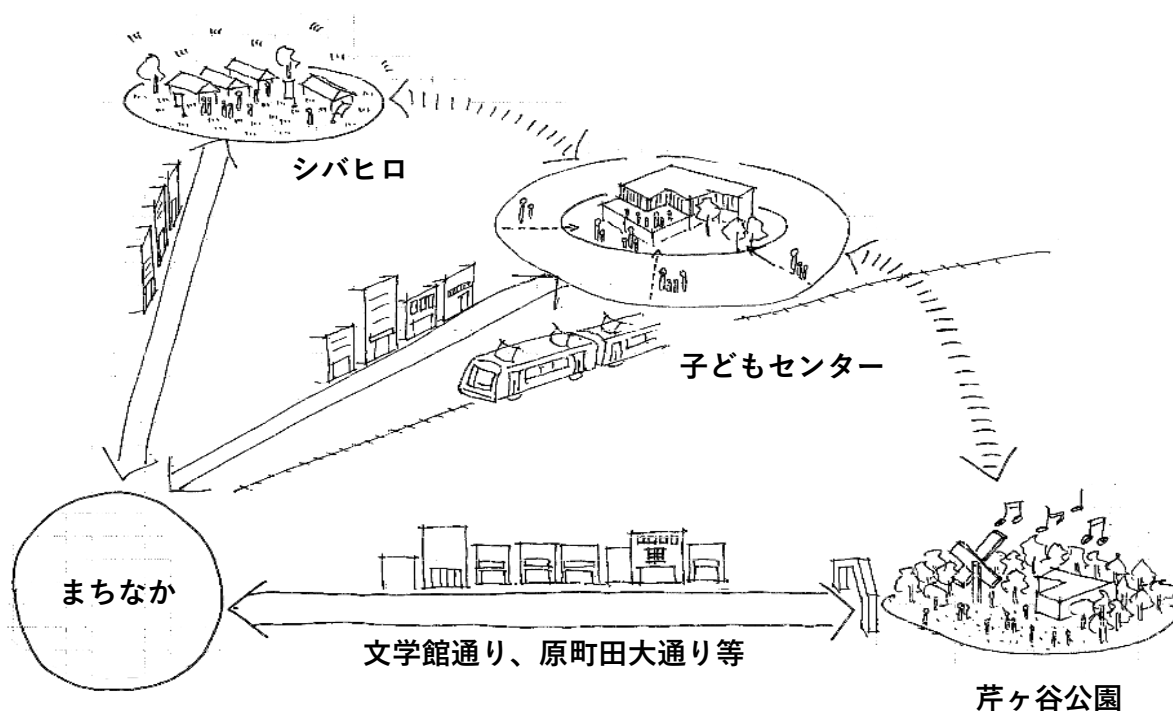 シバヒロ
子どもセンター
まちなか
文学館通り、原町田大通り等
芹ヶ谷公園